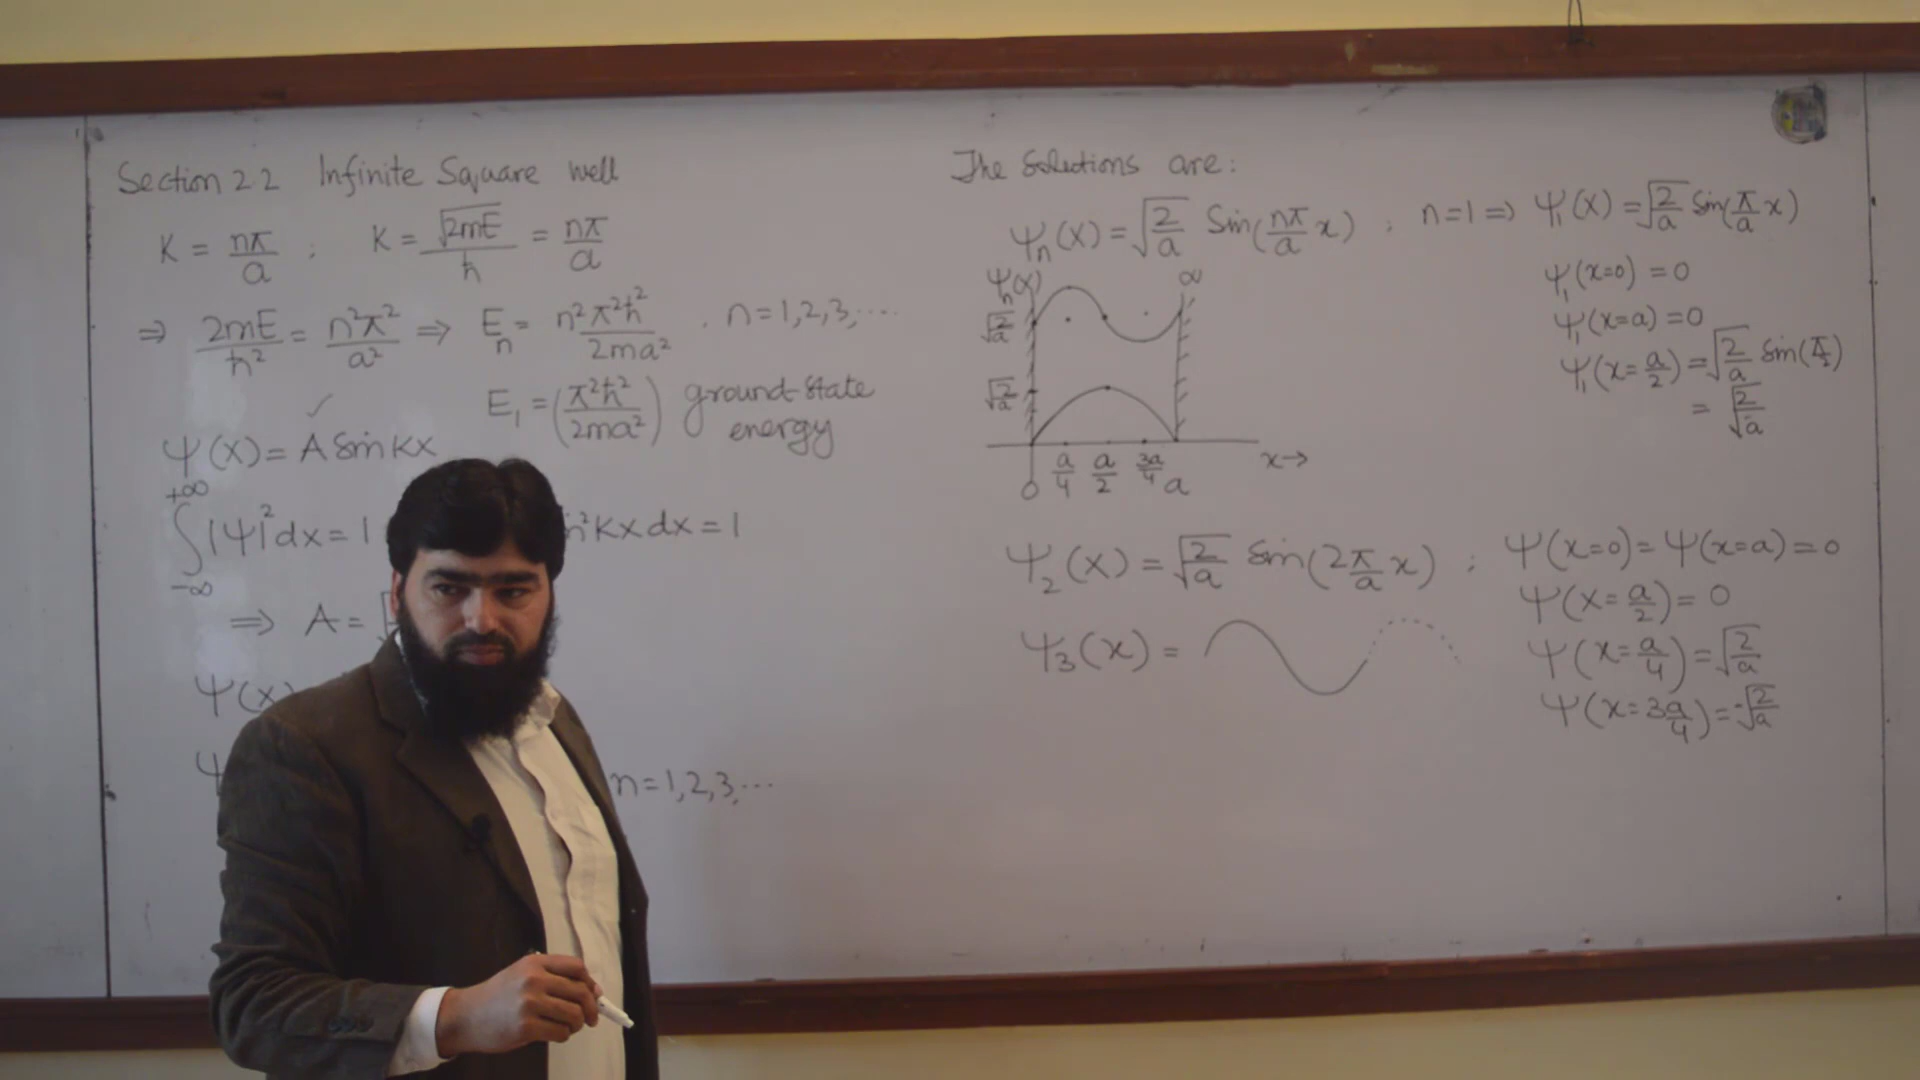 Section 2.2 Infinite Square well
K = nπ/a ; K = √(2mE)/ħ = nπ/a
⇒ 2mE/ħ² = n²π²/a² ⇒ Eₙ = n²π²ħ²/2ma² , n = 1,2,3,....
E₁ = (π²ħ²/2ma²) ground state energy
✓
Ψ(x) = A Sin Kx
∫ |Ψ|² dx = 1
+∞
-∞
n²Kx dx = 1
⇒ A = √
Ψ(x)
Ψ
n = 1,2,3,...
The Solutions are:
Ψₙ(x) = √(2/a) Sin(nπ/a x) , n=1 ⇒ Ψ₁(x) = √(2/a) Sin(π/a x)
Ψ₁(x=0) = 0
Ψ₁(x=a) = 0
Ψ₁(x=a/2) = √(2/a) Sin(π/2)
= √(2/a)
Ψₙ(x)
∞
√(2/a)
√(2/a)
0 a/4 a/2 3a/4 a
x→
Ψ₂(x) = √(2/a) Sin(2π/a x) ; Ψ(x=0) = Ψ(x=a) = 0
Ψ(x=a/2) = 0
Ψ(x=a/4) = √(2/a)
Ψ(x=3a/4) = -√(2/a)
Ψ₃(x) =